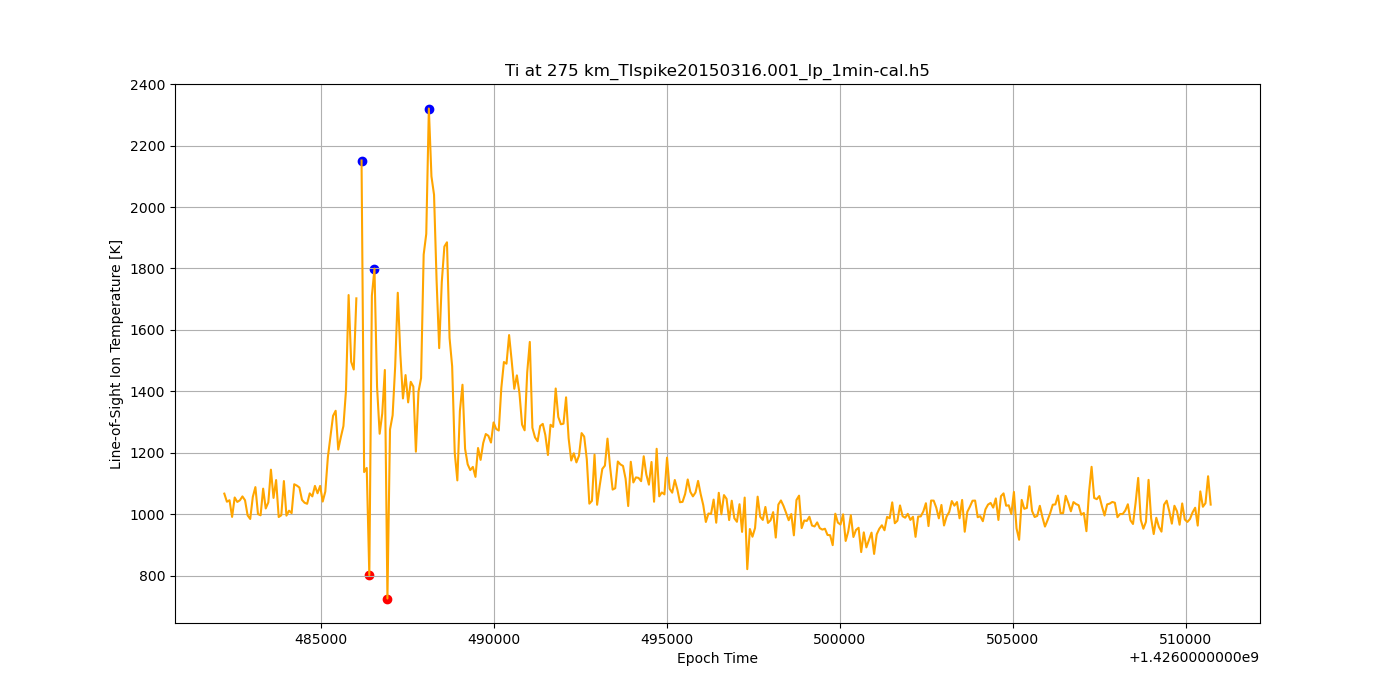 Ti at 275 km_TIspike20150316.001_lp_1min-cal.h5
Line-of-Sight Ion Temperature [K]
2400
2200
2000
1800
1600
1400
1200
1000
800
485000 490000 495000 500000 505000 510000
Epoch Time
+1.4260000000e9